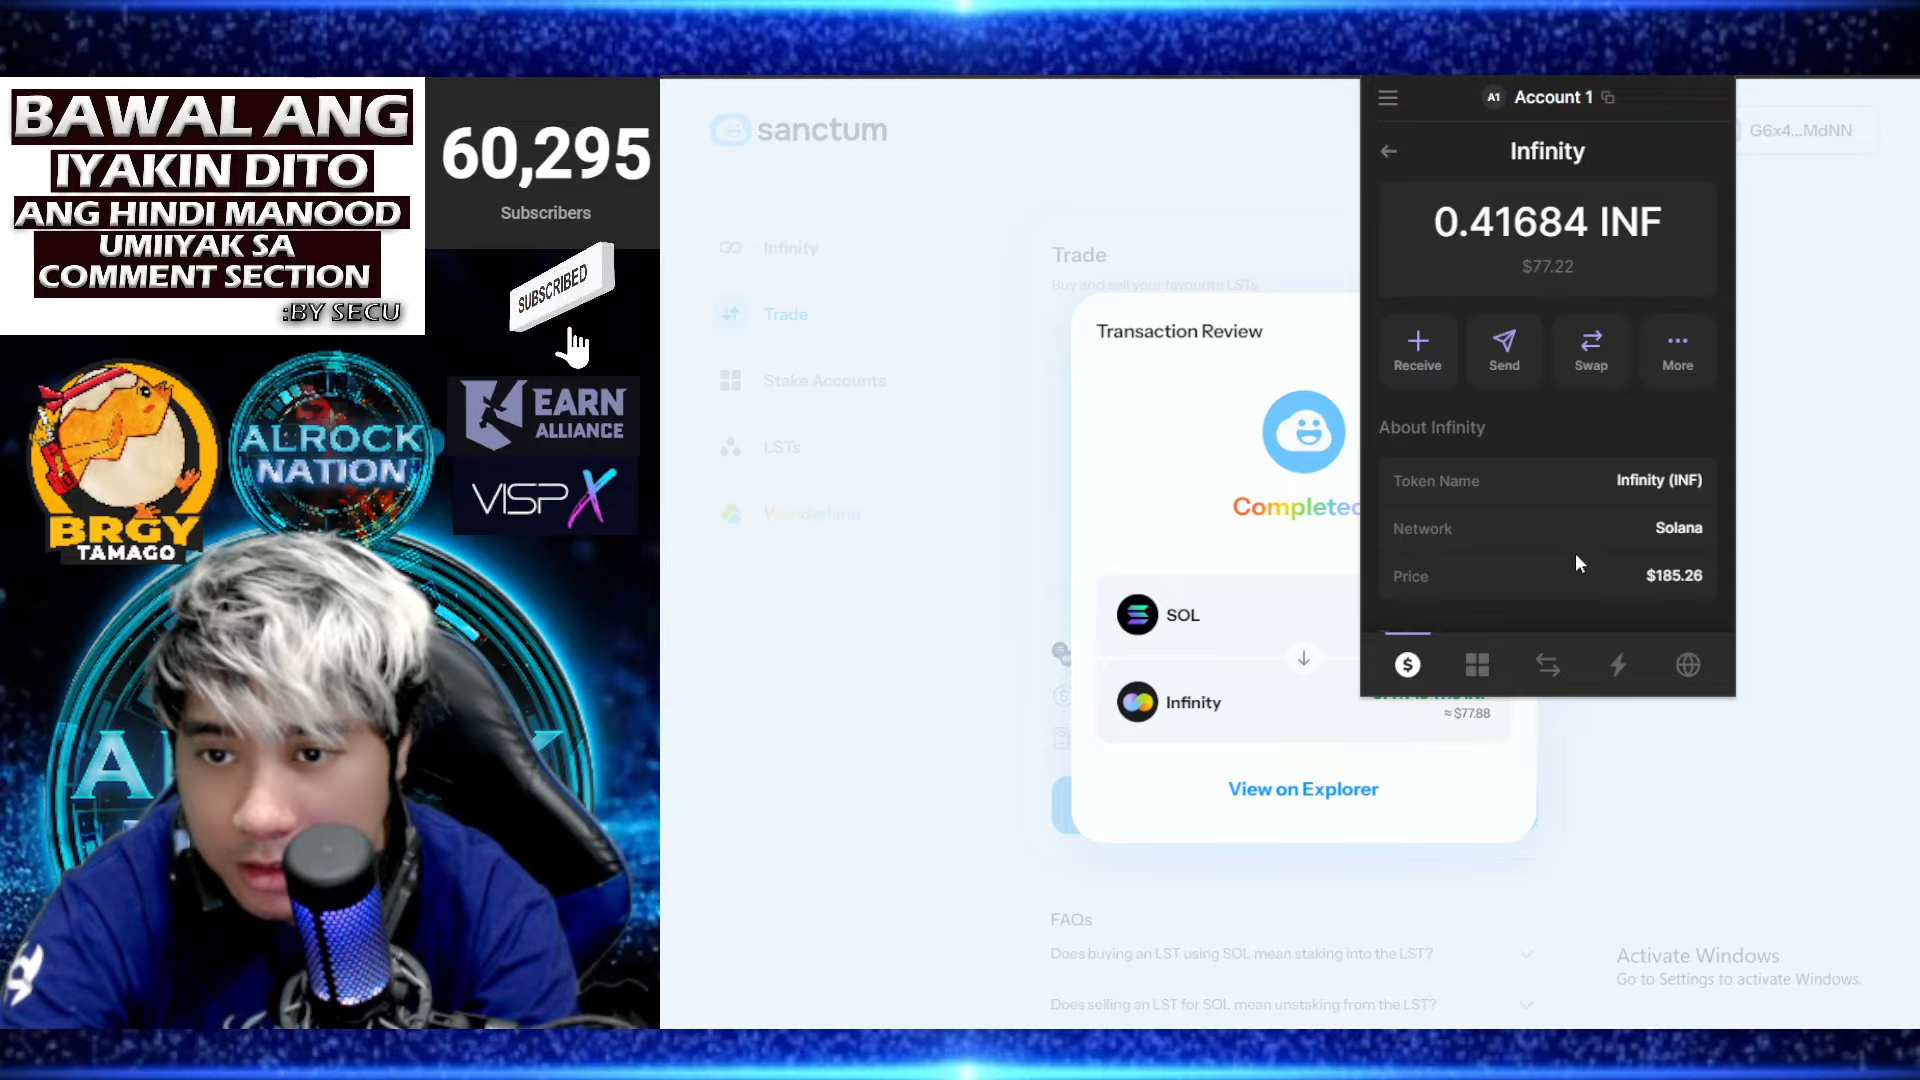 BAWAL ANG
IYAKIN DITO
ANG HINDI MANOOD
UMIIYAK SA
COMMENT SECTION
:BY SECU
60,295
Subscribers
SUBSCRIBED
BRGY
TAMAGO
ALROCK
NATION
EARN
ALLIANCE
VISPX
sanctum
G6x4...MdNN
Infinity
Trade
Stake Accounts
LSTs
Wonderland
Trade
Buy and sell your favourite LSTs
Transaction Review
Completed
SOL
Infinity
≈ $77.88
View on Explorer
A1 Account 1
Infinity
0.41684 INF
$77.22
Receive
Send
Swap
More
About Infinity
Token Name Infinity (INF)
Network Solana
Price $185.26
FAQs
Does buying an LST using SOL mean staking into the LST?
Does selling an LST for SOL mean unstaking from the LST?
Activate Windows
Go to Settings to activate Windows.